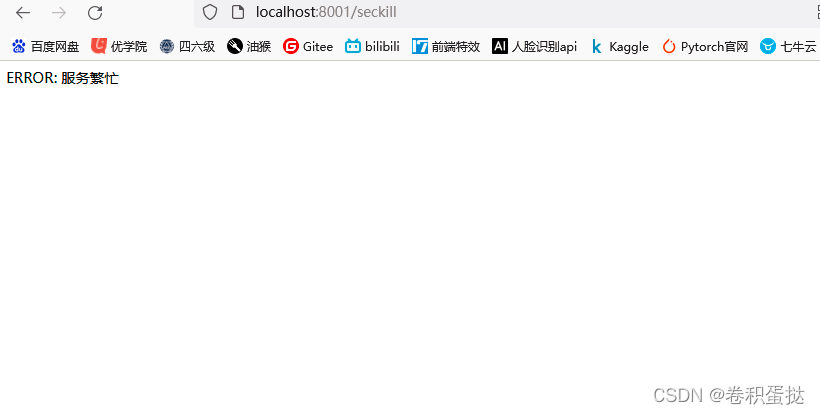 localhost:8001/seckill
百度网盘 优学院 四六级 油猴 Gitee bilibili 前端特效 AI 人脸识别api Kaggle Pytorch官网 七牛云
ERROR: 服务繁忙
CSDN @卷积蛋挞